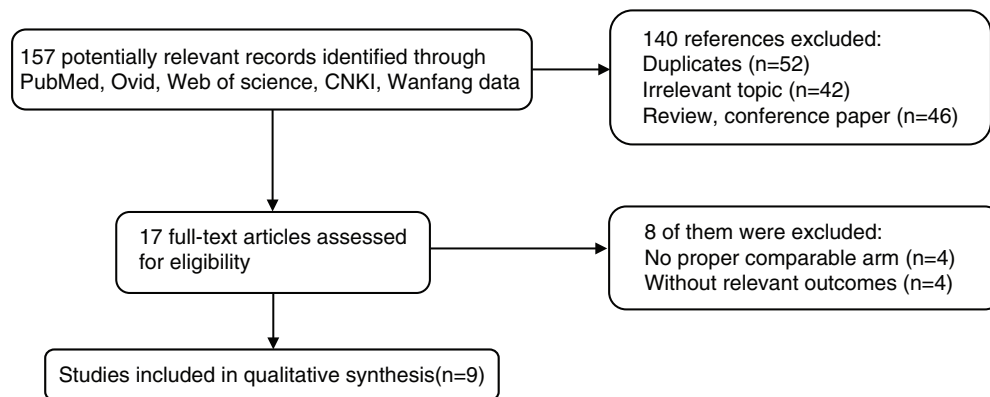 157 potentially relevant records identified through
PubMed, Ovid, Web of science, CNKI, Wanfang data
140 references excluded:
Duplicates (n=52)
Irrelevant topic (n=42)
Review, conference paper (n=46)
17 full-text articles assessed
for eligibility
8 of them were excluded:
No proper comparable arm (n=4)
Without relevant outcomes (n=4)
Studies included in qualitative synthesis(n=9)